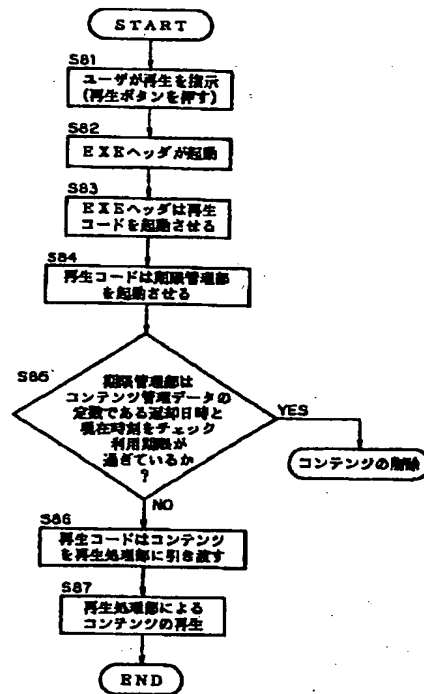 START
S81
ユーザが再生を指示
(再生ボタンを押す)
S82
EXEヘッダが起動
S83
EXEヘッダは再生
コードを起動させる
S84
再生コードは期限管理部
を起動させる
S85
期限管理部は
コンテンツ管理データの
定数である返却日時と
現在時刻をチェック
利用期限が
過ぎているか
?
YES
コンテンツの削除
NO
S86
再生コードはコンテンツ
を再生処理部に引き渡す
S87
再生処理部による
コンテンツの再生
END